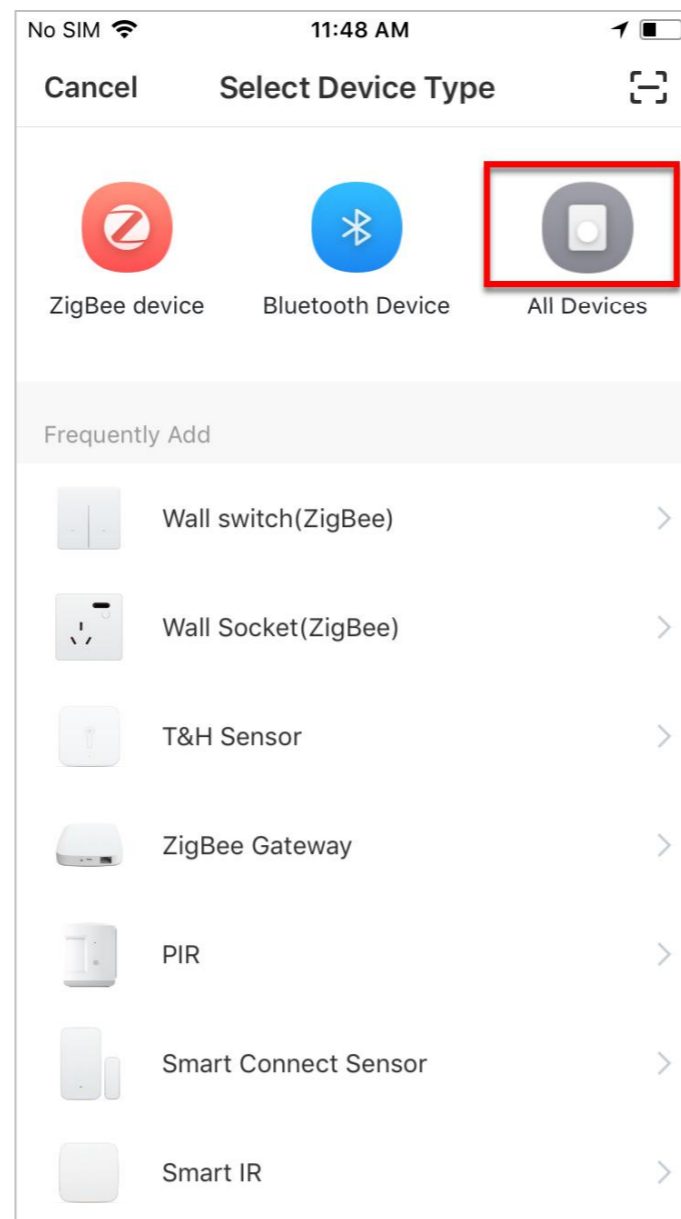 No SIM 11:48 AM
Cancel Select Device Type
ZigBee device Bluetooth Device All Devices
Frequently Add
Wall switch(ZigBee)
Wall Socket(ZigBee)
T&H Sensor
ZigBee Gateway
PIR
Smart Connect Sensor
Smart IR